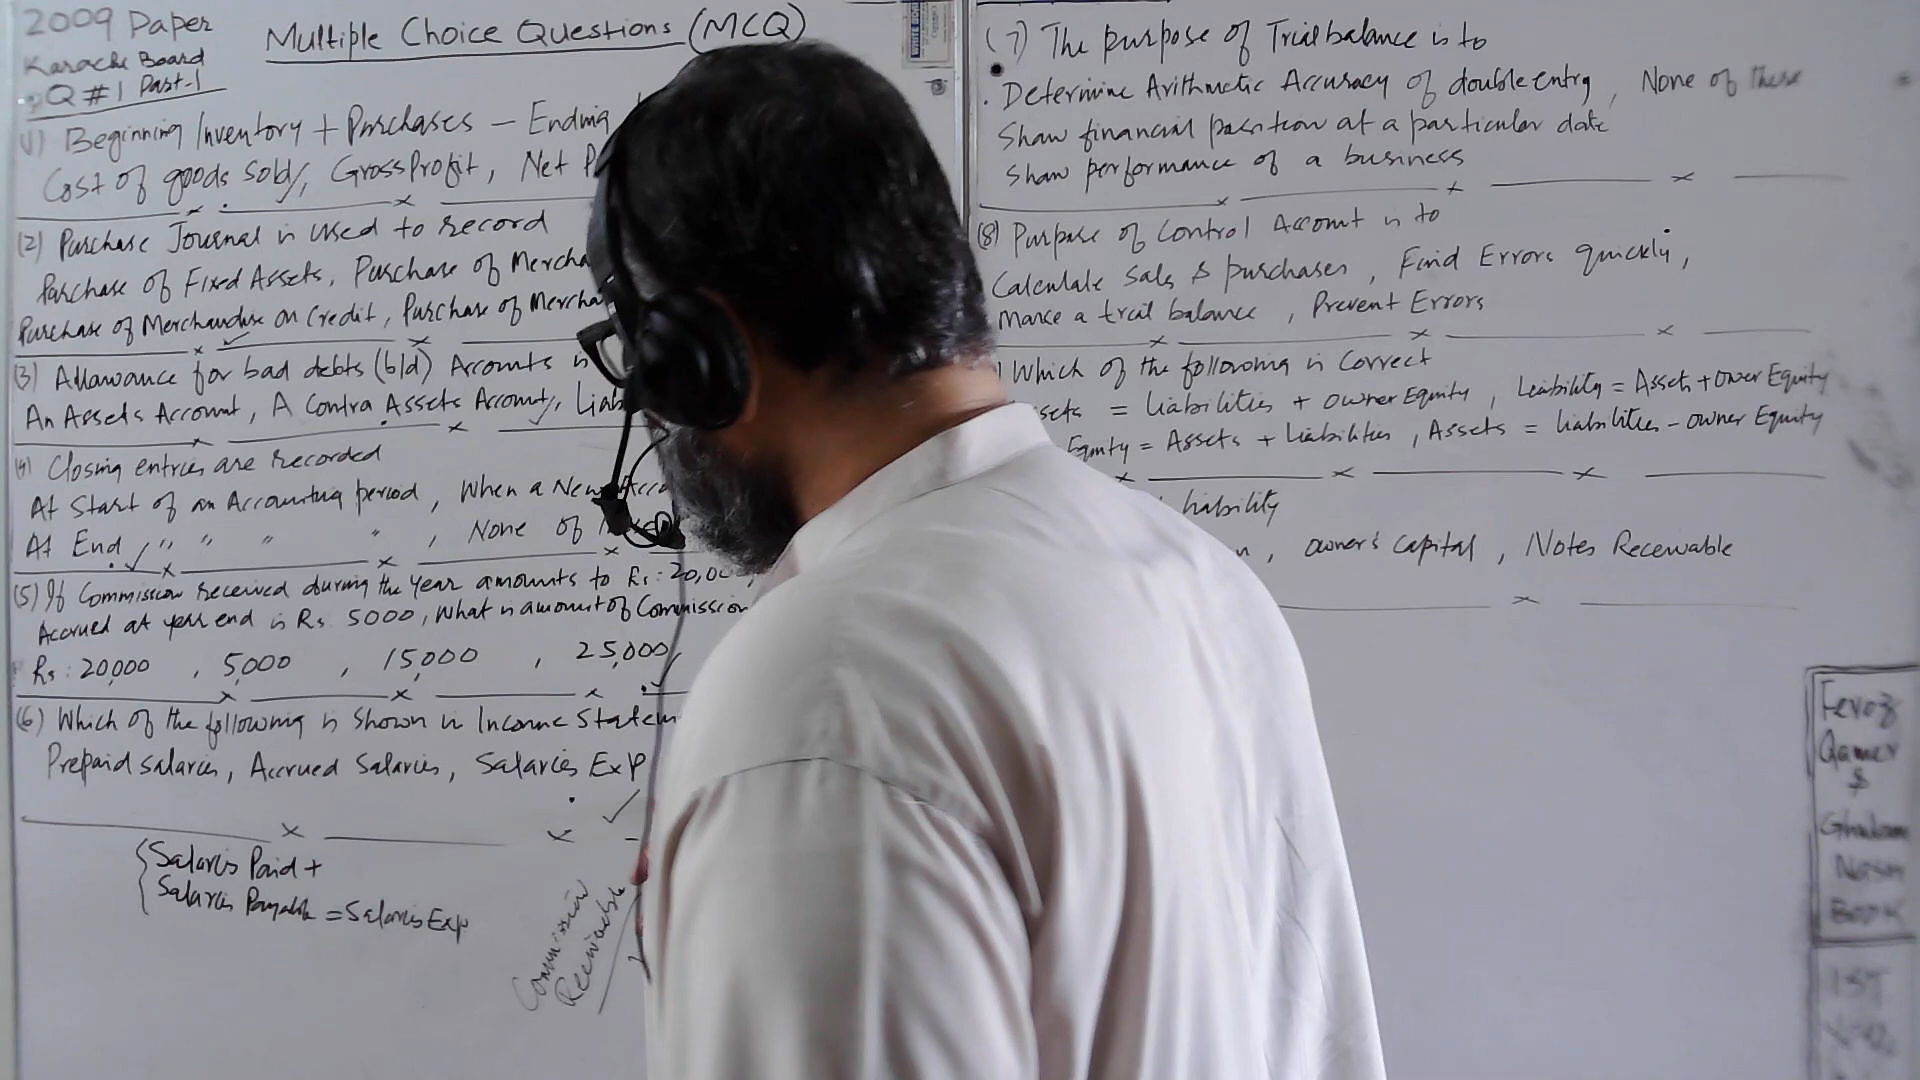 2009 Paper
Karachi Board
Q #1 Part-1
Multiple Choice Questions (MCQ)
(1) Beginning Inventory + Purchases - Ending
Cost of goods sold, Gross Profit, Net P
(2) Purchase Journal is used to record
Purchase of Fixed Assets, Purchase of Mercha
Purchase of Merchandise on Credit, Purchase of Mercha
(3) Allowance for bad debts (b/d) Accounts is
An Assets Account, A Contra Assets Account, Liab
(4) Closing entries are recorded
At Start of an Accounting period, When a New Acco
At End " " " " , None of
(5) If Commission received during the Year amounts to Rs: 20,00
Accrued at year end is Rs. 5000, What is amount of Commission
Rs: 20,000 , 5,000 , 15,000 , 25,000
(6) Which of the following is Shown in Income Statem
Prepaid salaries, Accrued Salaries, Salaries Exp
Salaries Paid +
Salaries Payable = Salaries Exp
Commission
Receivable
(7) The purpose of Trial balance is to
Determine Arithmetic Accuracy of double entry, None of these
Show financial position at a particular date
Show performance of a business
(8) Purpose of Control Account is to
Calculate Sales & purchases, Find Errors quickly,
Make a trail balance, Prevent Errors
Which of the following is Correct
sets = liabilities + owner Equity, Liability = Assets + owner Equity
Equity = Assets + Liabilities, Assets = liabilities - owner Equity
liability
n, owner's capital, Notes Receivable
Feroz
Qamer
&
Ghulam
Nasir
BOOK
1ST